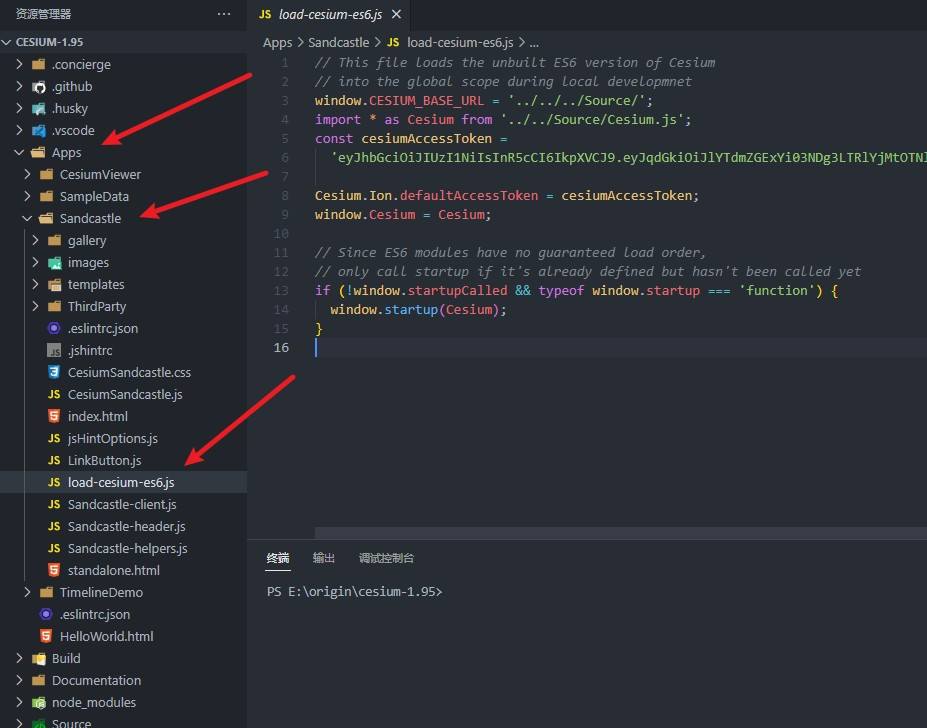 资源管理器
CESIUM-1.95
.concierge
.github
.husky
.vscode
Apps
CesiumViewer
SampleData
Sandcastle
gallery
images
templates
ThirdParty
.eslintrc.json
.jshintrc
CesiumSandcastle.css
CesiumSandcastle.js
index.html
jsHintOptions.js
LinkButton.js
load-cesium-es6.js
Sandcastle-client.js
Sandcastle-header.js
Sandcastle-helpers.js
standalone.html
TimelineDemo
.eslintrc.json
HelloWorld.html
Build
Documentation
node_modules
Source
JS load-cesium-es6.js
Apps > Sandcastle > JS load-cesium-es6.js > ...
1 // This file loads the unbuilt ES6 version of Cesium
2 // into the global scope during local developmnet
3 window.CESIUM_BASE_URL = '../../../Source/';
4 import * as Cesium from '../../Source/Cesium.js';
5 const cesiumAccessToken =
6 'eyJhbGciOiJIUzI1NiIsInR5cCI6IkpXVCJ9.eyJqdGkiOiJlYTdmZGExYi03NDg3LTRlYjMtOTNl
7
8 Cesium.Ion.defaultAccessToken = cesiumAccessToken;
9 window.Cesium = Cesium;
10
11 // Since ES6 modules have no guaranteed load order,
12 // only call startup if it's already defined but hasn't been called yet
13 if (!window.startupCalled && typeof window.startup === 'function') {
14 window.startup(Cesium);
15 }
16
终端 输出 调试控制台
PS E:\origin\cesium-1.95>